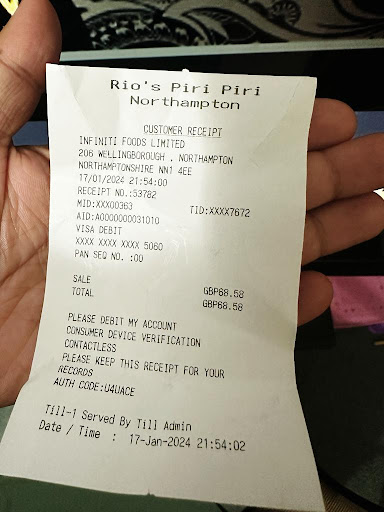 Rio's Piri Piri
Northampton
CUSTOMER RECEIPT
INFINITI FOODS LIMITED
206 WELLINGBOROUGH . NORTHAMPTON
NORTHAMPTONSHIRE NN1 4EE
17/01/2024 21:54:00
RECEIPT NO.:53782
MID:XXX00363 TID:XXXX7672
AID:A0000000031010
VISA DEBIT
XXXX XXXX XXXX 5060
PAN SEQ NO. :00
SALE GBP68.58
TOTAL GBP68.58
PLEASE DEBIT MY ACCOUNT
CONSUMER DEVICE VERIFICATION
CONTACTLESS
PLEASE KEEP THIS RECEIPT FOR YOUR
RECORDS
AUTH CODE:U4UACE
Till-1 Served By Till Admin
Date / Time : 17-Jan-2024 21:54:02